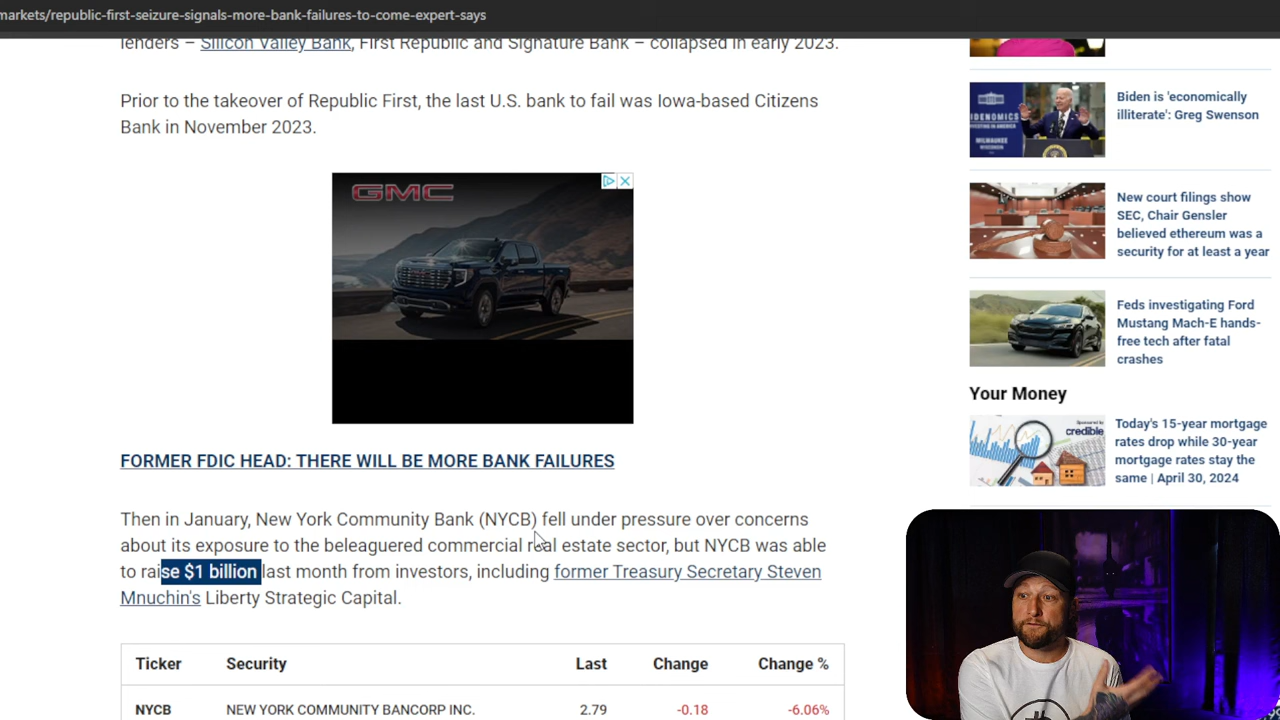 markets/republic-first-seizure-signals-more-bank-failures-to-come-expert-says
lenders – Silicon Valley Bank, First Republic and Signature Bank – collapsed in early 2023.
Prior to the takeover of Republic First, the last U.S. bank to fail was Iowa-based Citizens
Bank in November 2023.
GMC
FORMER FDIC HEAD: THERE WILL BE MORE BANK FAILURES
Then in January, New York Community Bank (NYCB) fell under pressure over concerns
about its exposure to the beleaguered commercial real estate sector, but NYCB was able
to raise $1 billion last month from investors, including former Treasury Secretary Steven
Mnuchin's Liberty Strategic Capital.
Ticker Security Last Change Change %
NYCB NEW YORK COMMUNITY BANCORP INC. 2.79 -0.18 -6.06%
Biden is 'economically
illiterate': Greg Swenson
New court filings show
SEC, Chair Gensler
believed ethereum was a
security for at least a year
Feds investigating Ford
Mustang Mach-E hands-
free tech after fatal
crashes
Your Money
Sponsored by
credible
Today's 15-year mortgage
rates drop while 30-year
mortgage rates stay the
same | April 30, 2024